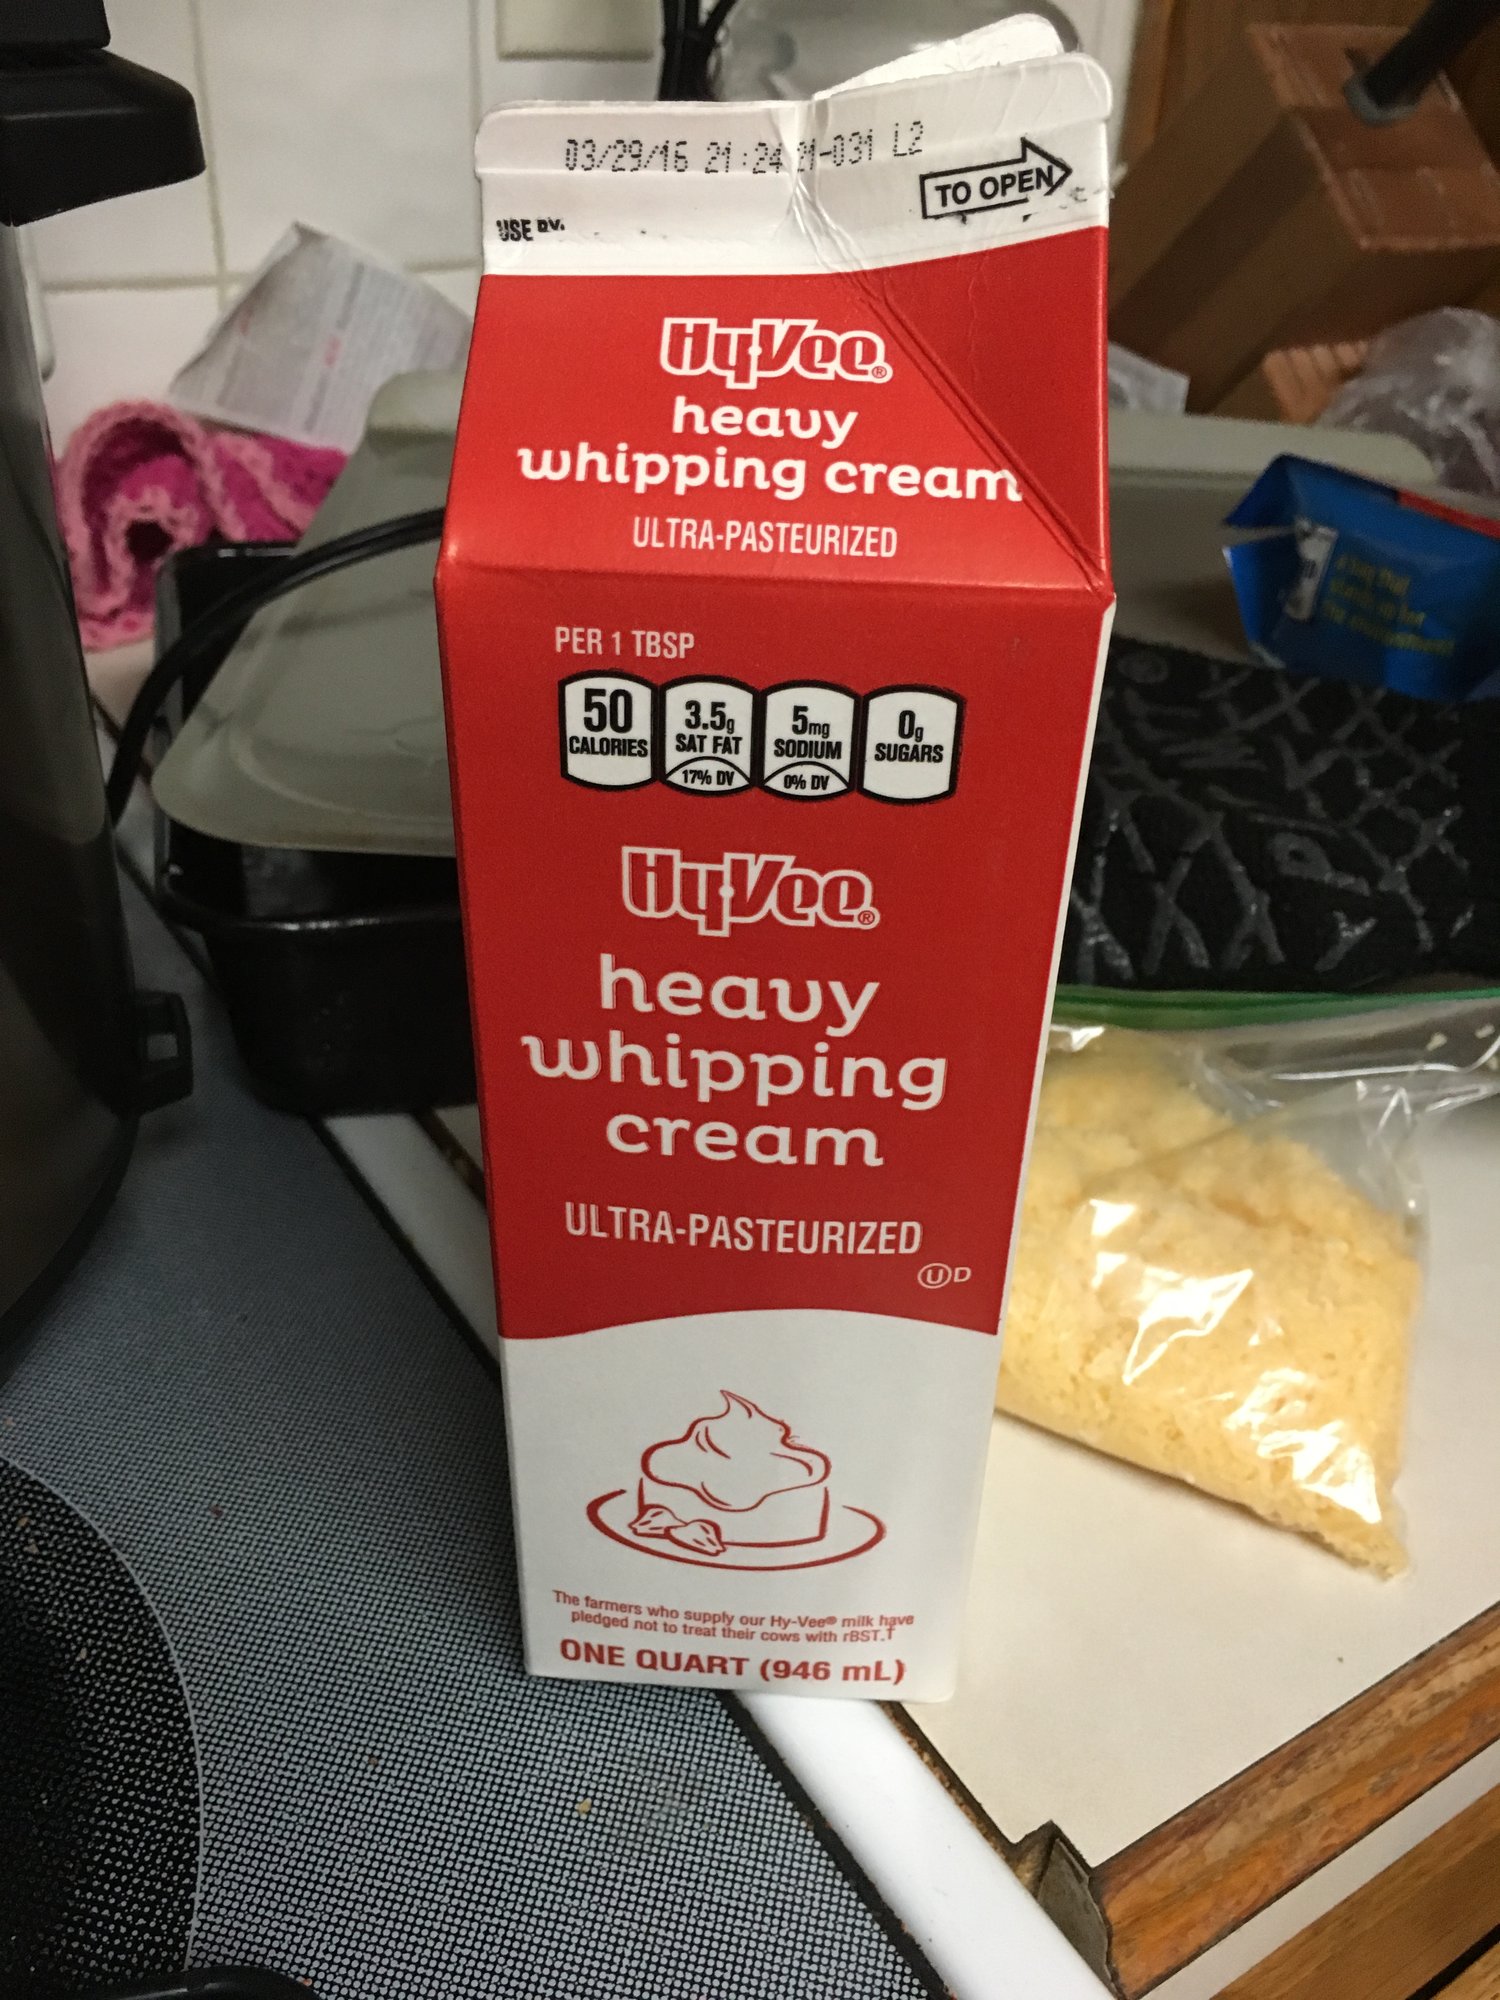 03/29/16 21:24 21-031 L2
TO OPEN
USE BY:
HyVee®
heavy
whipping cream
ULTRA-PASTEURIZED
PER 1 TBSP
50 CALORIES
3.5g SAT FAT 17% DV
5mg SODIUM 0% DV
0g SUGARS
HyVee®
heavy
whipping
cream
ULTRA-PASTEURIZED
Ⓤ D
The farmers who supply our Hy-Vee® milk have
pledged not to treat their cows with rBST.†
ONE QUART (946 mL)